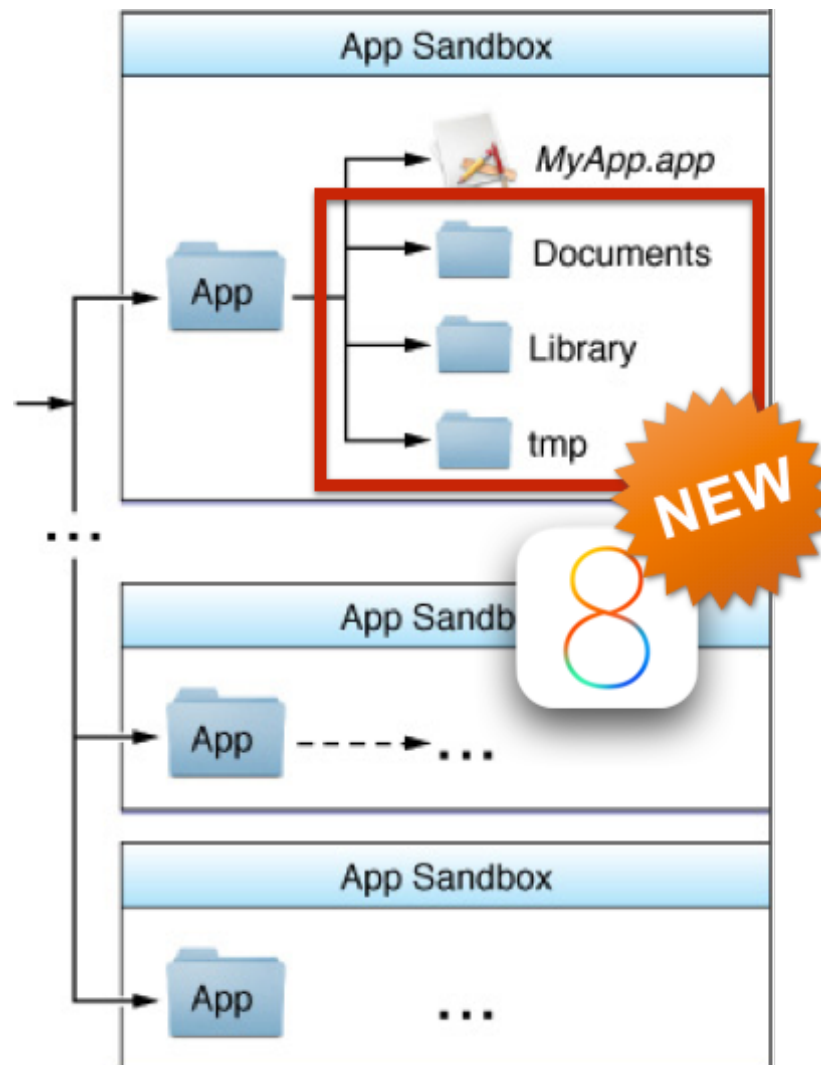 App Sandbox
MyApp.app
Documents
App
Library
tmp
NEW
...
8
App Sandb
App
...
App Sandbox
App
...